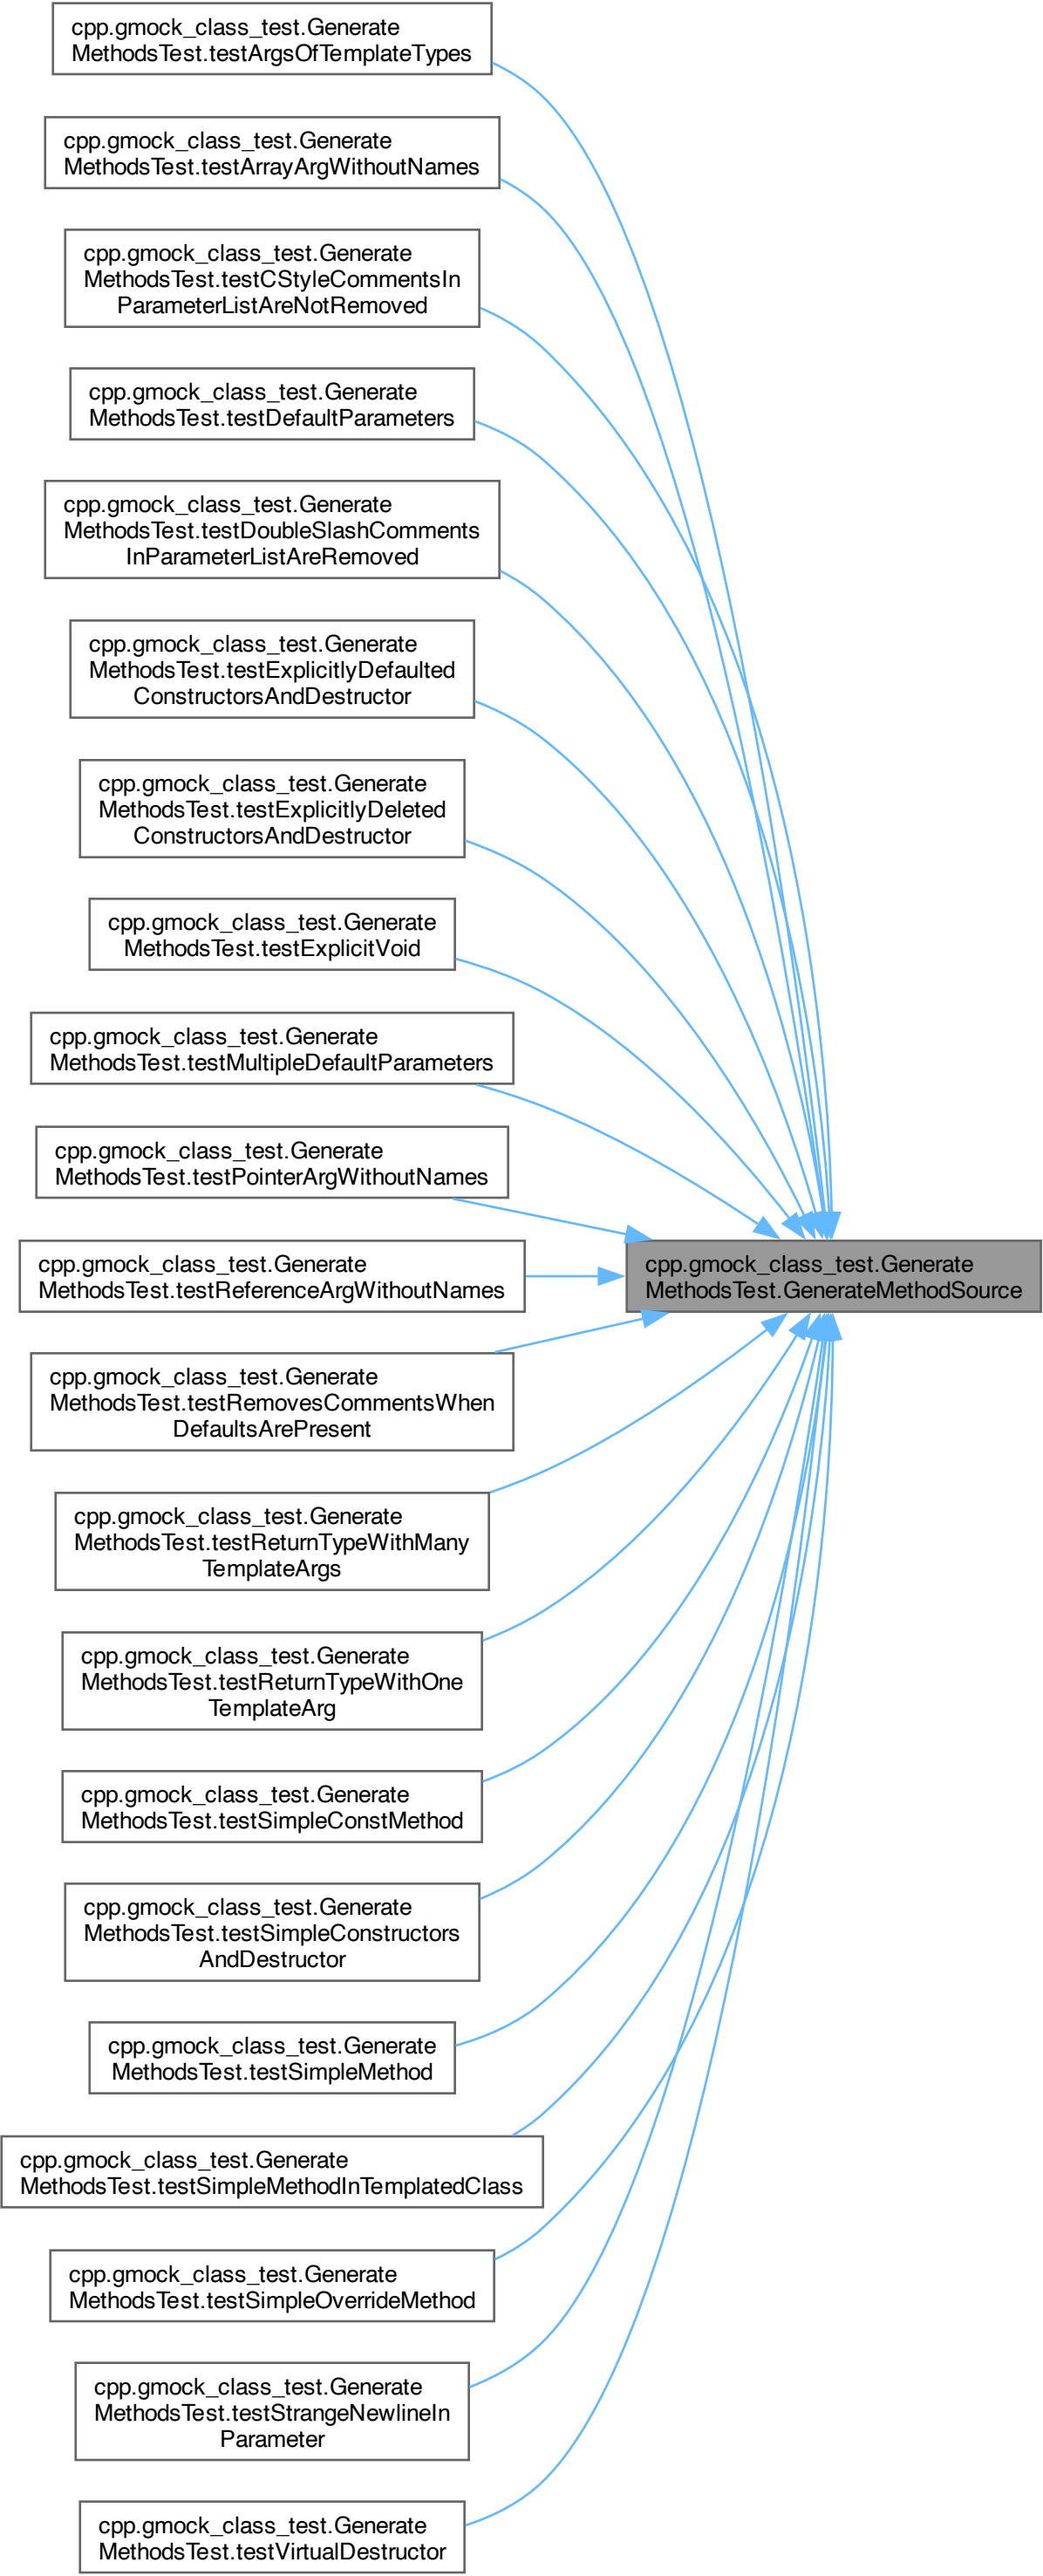 cpp.gmock_class_test.Generate
MethodsTest.testArgsOfTemplateTypes
cpp.gmock_class_test.Generate
MethodsTest.testArrayArgWithoutNames
cpp.gmock_class_test.Generate
MethodsTest.testCStyleCommentsIn
ParameterListAreNotRemoved
cpp.gmock_class_test.Generate
MethodsTest.testDefaultParameters
cpp.gmock_class_test.Generate
MethodsTest.testDoubleSlashComments
InParameterListAreRemoved
cpp.gmock_class_test.Generate
MethodsTest.testExplicitlyDefaulted
ConstructorsAndDestructor
cpp.gmock_class_test.Generate
MethodsTest.testExplicitlyDeleted
ConstructorsAndDestructor
cpp.gmock_class_test.Generate
MethodsTest.testExplicitVoid
cpp.gmock_class_test.Generate
MethodsTest.testMultipleDefaultParameters
cpp.gmock_class_test.Generate
MethodsTest.testPointerArgWithoutNames
cpp.gmock_class_test.Generate
MethodsTest.testReferenceArgWithoutNames
cpp.gmock_class_test.Generate
MethodsTest.GenerateMethodSource
cpp.gmock_class_test.Generate
MethodsTest.testRemovesCommentsWhen
DefaultsArePresent
cpp.gmock_class_test.Generate
MethodsTest.testReturnTypeWithMany
TemplateArgs
cpp.gmock_class_test.Generate
MethodsTest.testReturnTypeWithOne
TemplateArg
cpp.gmock_class_test.Generate
MethodsTest.testSimpleConstMethod
cpp.gmock_class_test.Generate
MethodsTest.testSimpleConstructors
AndDestructor
cpp.gmock_class_test.Generate
MethodsTest.testSimpleMethod
cpp.gmock_class_test.Generate
MethodsTest.testSimpleMethodInTemplatedClass
cpp.gmock_class_test.Generate
MethodsTest.testSimpleOverrideMethod
cpp.gmock_class_test.Generate
MethodsTest.testStrangeNewlineIn
Parameter
cpp.gmock_class_test.Generate
MethodsTest.testVirtualDestructor